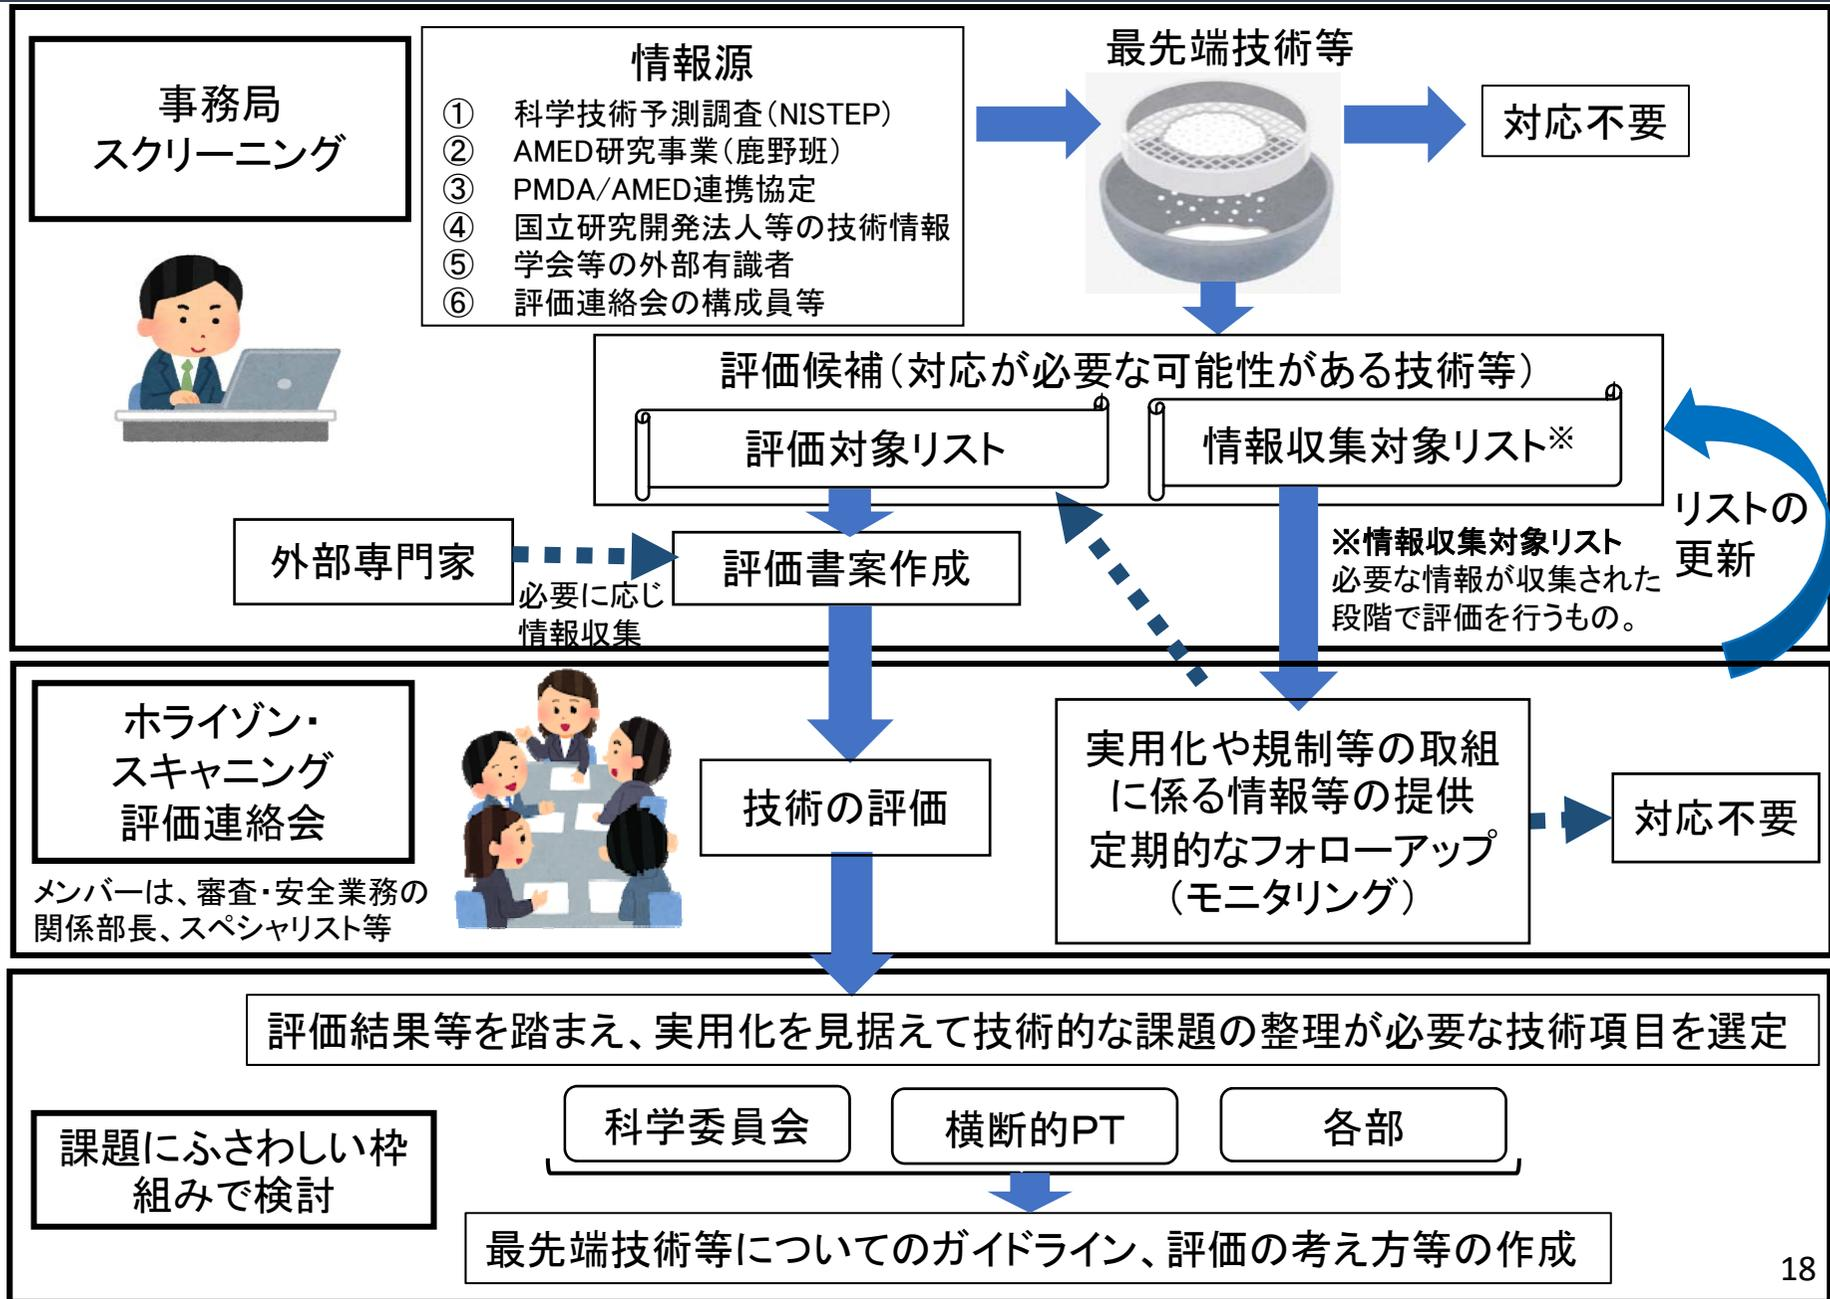 事務局
スクリーニング
情報源
① 科学技術予測調査（NISTEP）
② AMED研究事業（鹿野班）
③ PMDA/AMED連携協定
④ 国立研究開発法人等の技術情報
⑤ 学会等の外部有識者
⑥ 評価連絡会の構成員等
最先端技術等
対応不要
評価候補（対応が必要な可能性がある技術等）
評価対象リスト
情報収集対象リスト※
リストの
更新
外部専門家
必要に応じ
情報収集
評価書案作成
※情報収集対象リスト
必要な情報が収集された
段階で評価を行うもの。
ホライゾン・
スキャニング
評価連絡会
メンバーは、審査・安全業務の
関係部長、スペシャリスト等
技術の評価
実用化や規制等の取組
に係る情報等の提供
定期的なフォローアップ
（モニタリング）
対応不要
評価結果等を踏まえ、実用化を見据えて技術的な課題の整理が必要な技術項目を選定
課題にふさわしい枠
組みで検討
科学委員会
横断的PT
各部
最先端技術等についてのガイドライン、評価の考え方等の作成
18